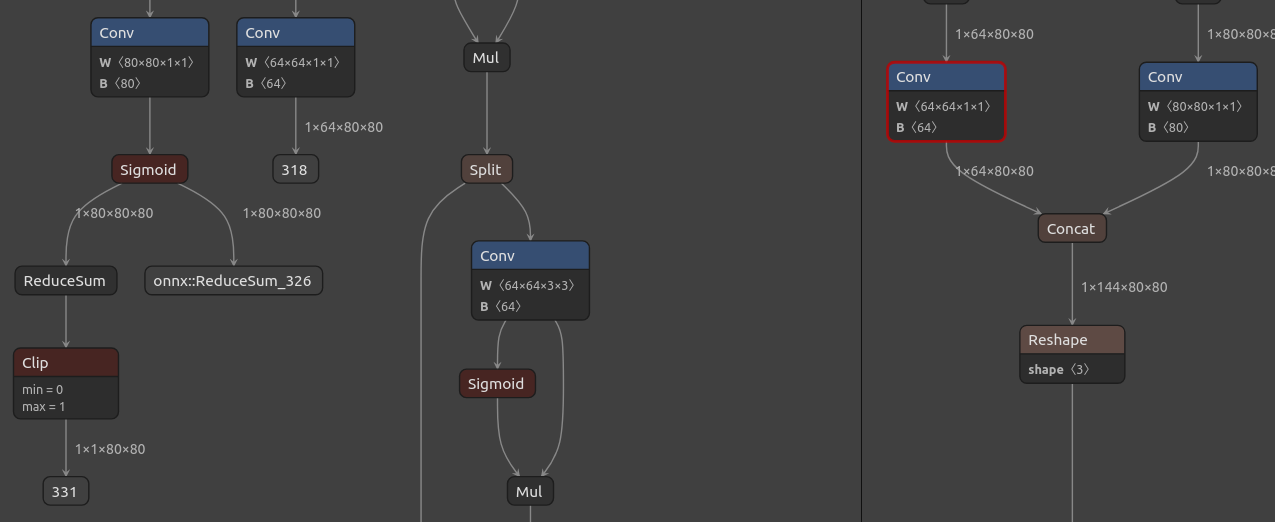 Conv
W 〈80×80×1×1〉
B 〈80〉
Conv
W 〈64×64×1×1〉
B 〈64〉
1×64×80×80
Sigmoid
318
1×80×80×80
1×80×80×80
ReduceSum
onnx::ReduceSum_326
Clip
min = 0
max = 1
1×1×80×80
331
Mul
Split
Conv
W 〈64×64×3×3〉
B 〈64〉
Sigmoid
Mul
1×64×80×80
1×80×80×8
Conv
W 〈64×64×1×1〉
B 〈64〉
Conv
W 〈80×80×1×1〉
B 〈80〉
1×64×80×80
1×80×80×8
Concat
1×144×80×80
Reshape
shape 〈3〉